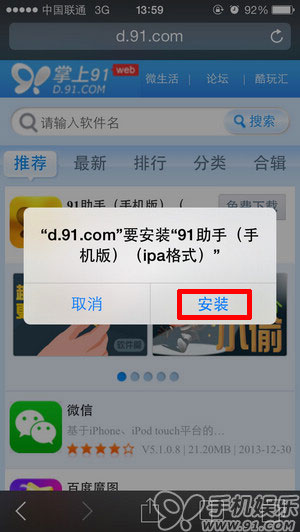 中国联通 3G 13:59 92%
d.91.com
掌上91 web 微生活 论坛 酷玩汇
D.91.COM
请输入软件名 搜索
推荐 最新 排行 分类 合辑
91助手（手机版）（ 免费下载
“d.91.com”要安装“91助手（手
机版）（ipa格式）”
取消 安装
小偷
微信
基于iPhone、iPod touch平台的...
V5.1.0.8 | 21.20MB | 2013-12-30
百度魔图
手机娱乐
WWW.91.COM